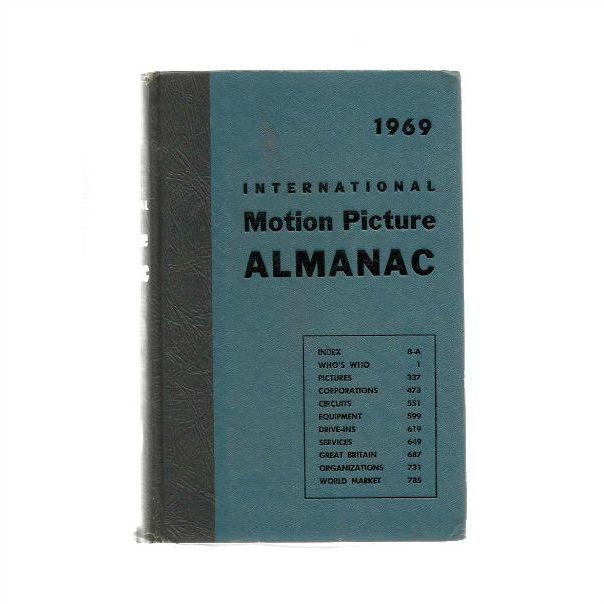 1969
INTERNATIONAL
Motion Picture
ALMANAC
INDEX 8-A
WHO'S WHO 1
PICTURES 337
CORPORATIONS 473
CIRCUITS 551
EQUIPMENT 599
DRIVE-INS 619
SERVICES 649
GREAT BRITAIN 687
ORGANIZATIONS 731
WORLD MARKET 785